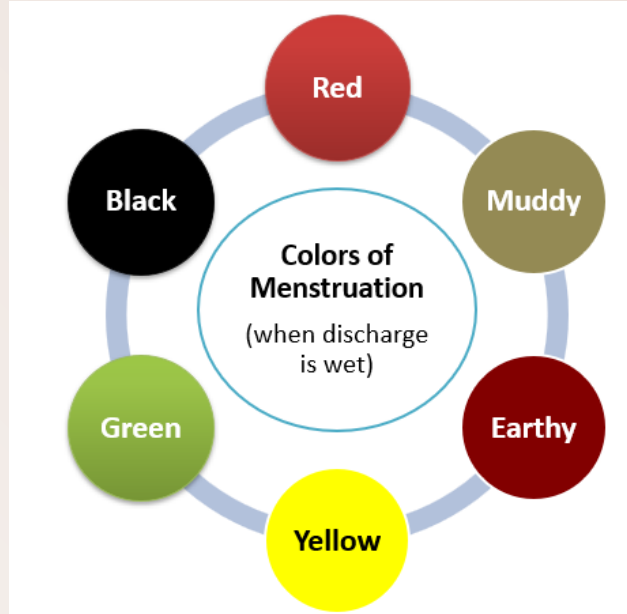 Red
Muddy
Earthy
Yellow
Green
Black
Colors of
Menstruation
(when discharge
is wet)